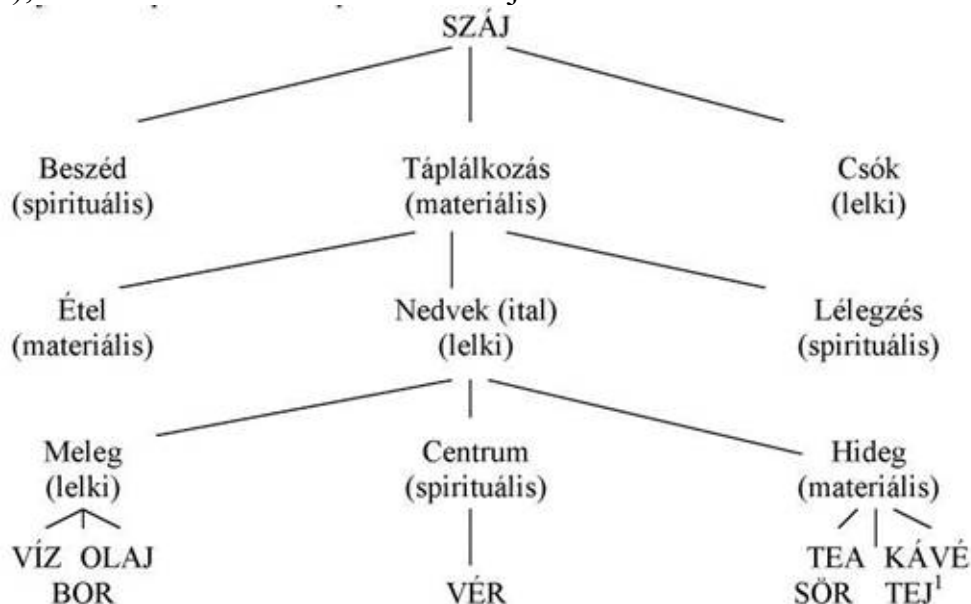 SZÁJ
Beszéd Táplálkozás Csók
(spirituális) (materiális) (lelki)
Étel Nedvek (ital) Lélegzés
(materiális) (lelki) (spirituális)
Meleg Centrum Hideg
(lelki) (spirituális) (materiális)
VÍZ OLAJ TEA KÁVÉ
BOR VÉR SÖR TEJ¹